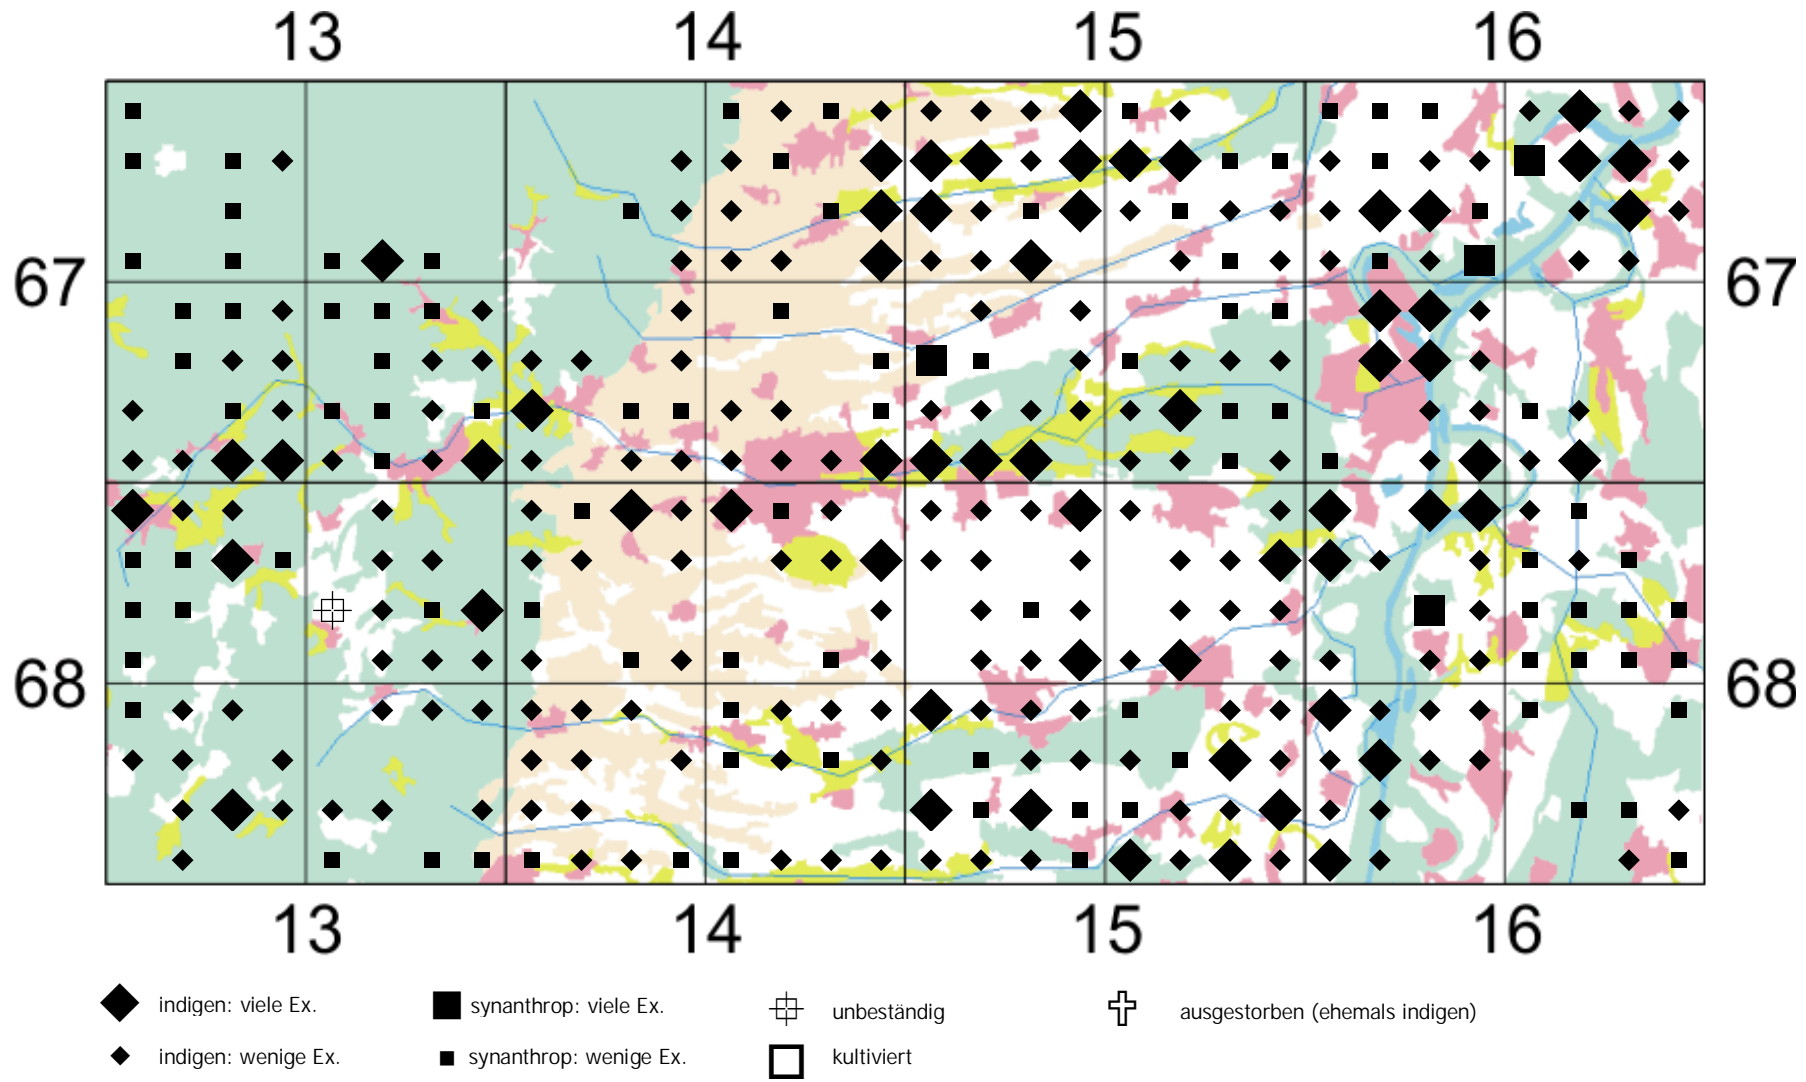 13 14 15 16
67 67
68 68
13 14 15 16
indigen: viele Ex. synanthrop: viele Ex. unbeständig ausgestorben (ehemals indigen)
indigen: wenige Ex. synanthrop: wenige Ex. kultiviert